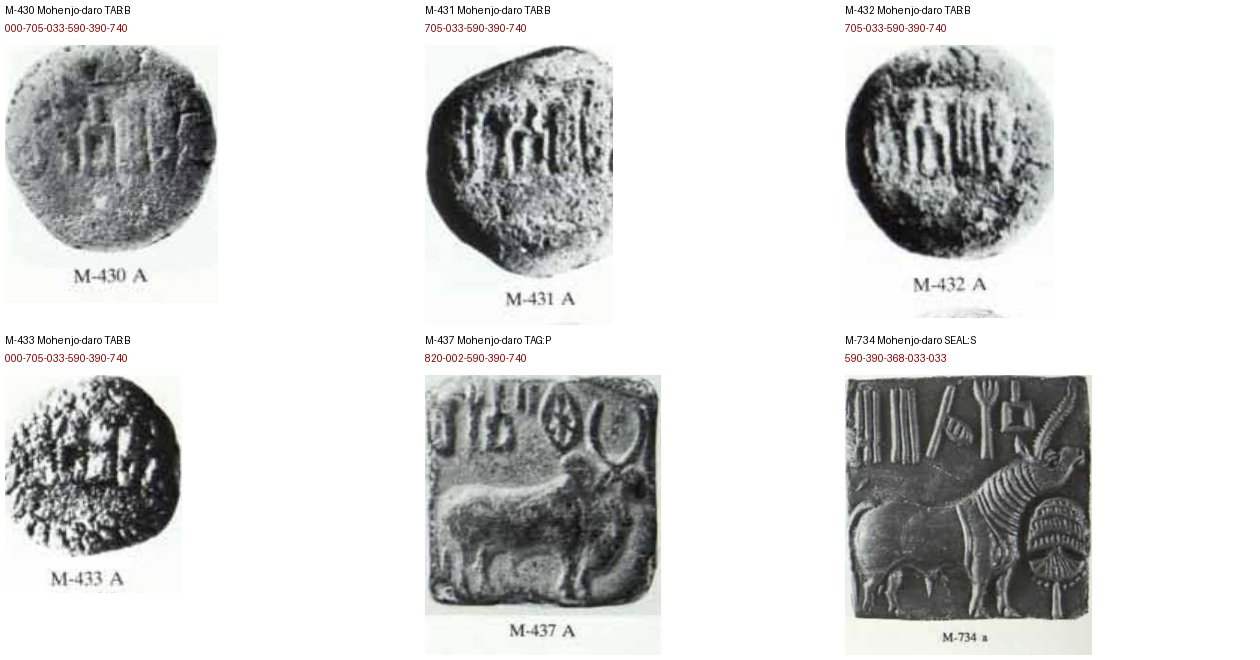 M-430 Mohenjo-daro TAB:B
000-705-033-590-390-740
M-430 A
M-431 Mohenjo-daro TAB:B
705-033-590-390-740
M-431 A
M-432 Mohenjo-daro TAB:B
705-033-590-390-740
M-432 A
M-433 Mohenjo-daro TAB:B
000-705-033-590-390-740
M-433 A
M-437 Mohenjo-daro TAG:P
820-002-590-390-740
M-437 A
M-734 Mohenjo-daro SEAL:S
590-390-368-033-033
M-734 a